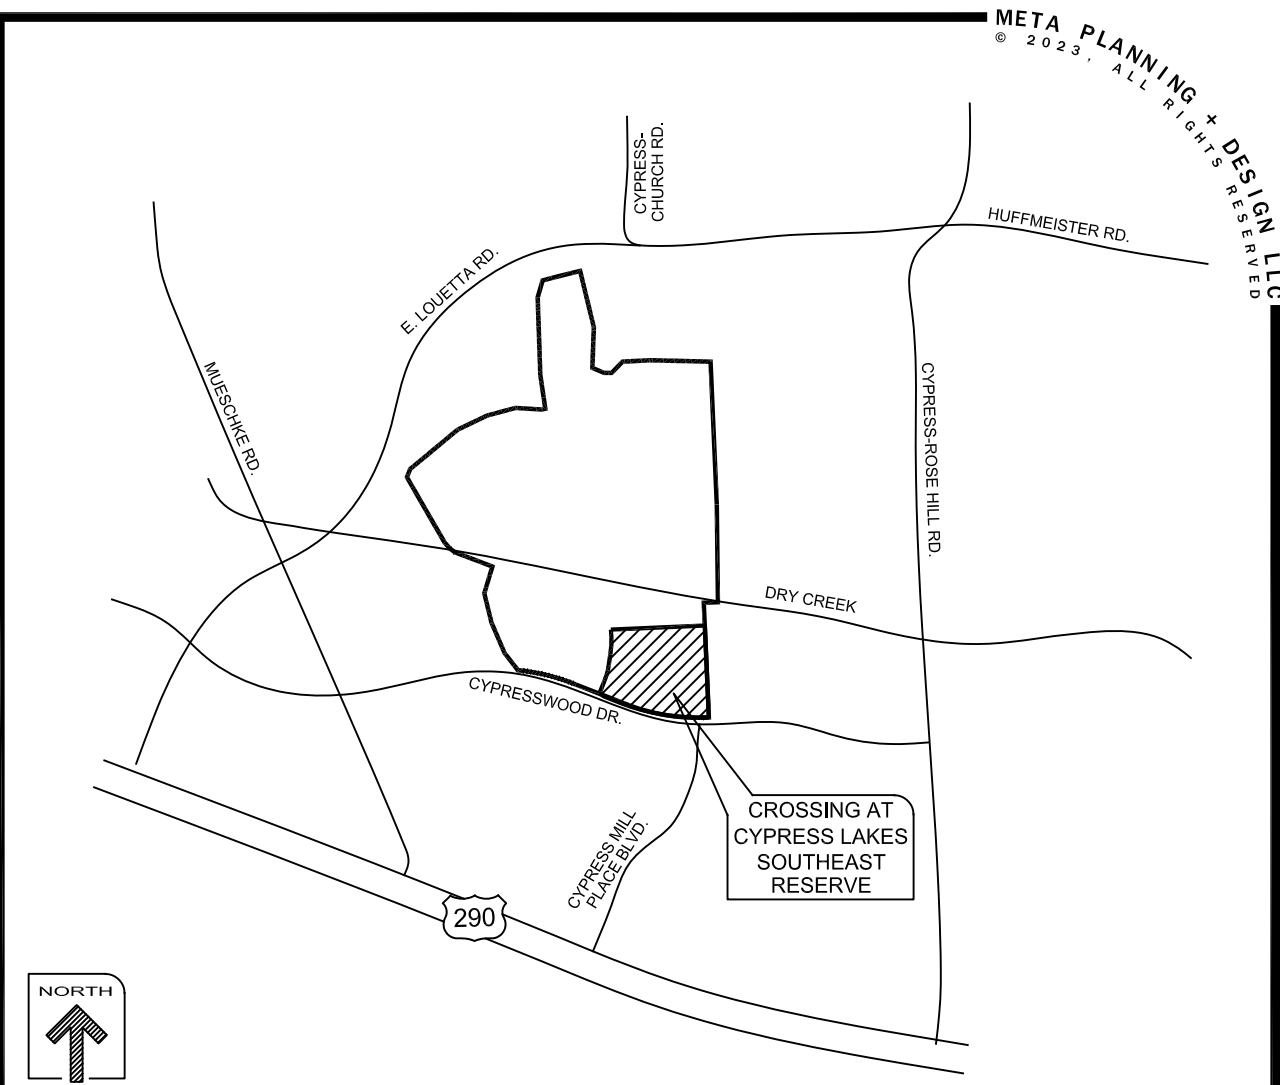 META PLANNING + DESIGN LLC
© 2023, ALL RIGHTS RESERVED
CYPRESS-
CHURCH RD.
HUFFMEISTER RD.
E. LOUETTA RD.
MUESCHKE RD.
CYPRESS-ROSE HILL RD.
DRY CREEK
CYPRESSWOOD DR.
CROSSING AT
CYPRESS LAKES
SOUTHEAST
RESERVE
CYPRESS MILL
PLACE BLVD.
290
NORTH